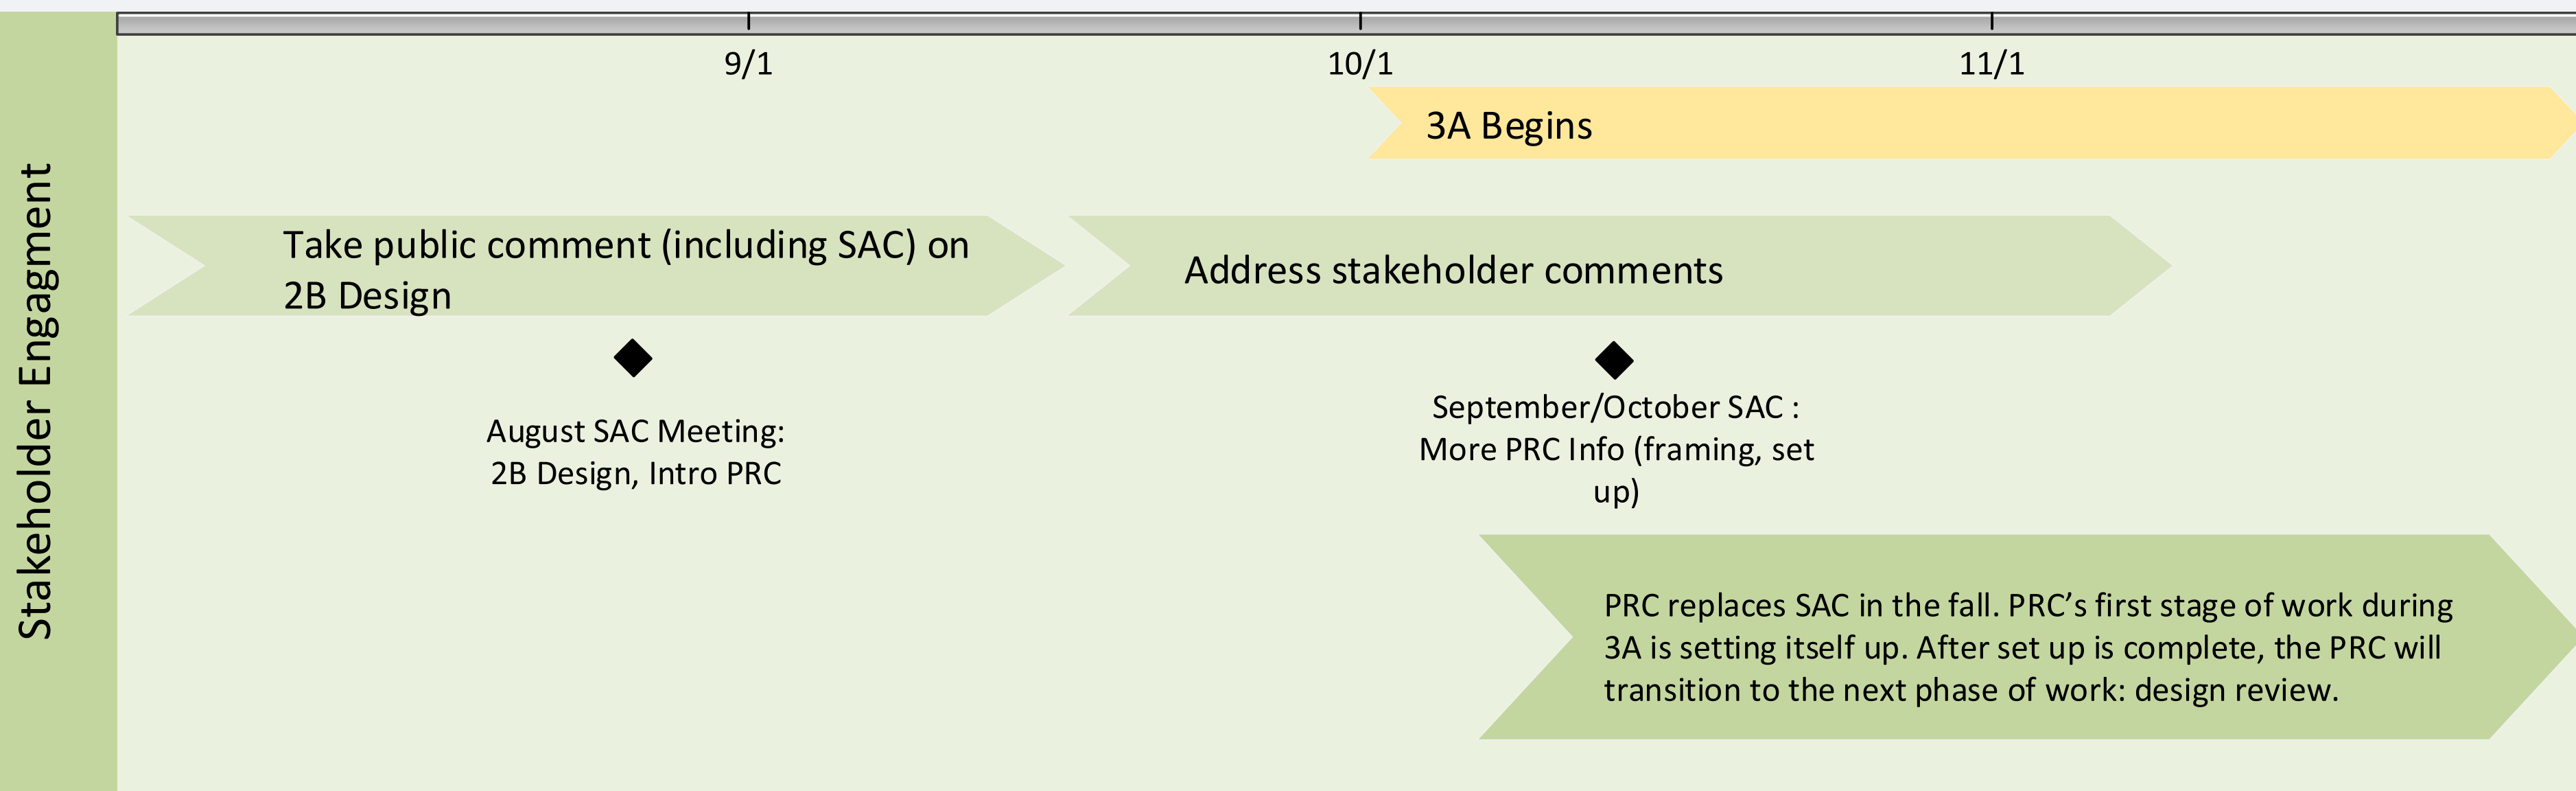 Stakeholder Engagment
9/1
10/1
11/1
3A Begins
Take public comment (including SAC) on
2B Design
Address stakeholder comments
August SAC Meeting:
2B Design, Intro PRC
September/October SAC :
More PRC Info (framing, set
up)
PRC replaces SAC in the fall. PRC’s first stage of work during
3A is setting itself up. After set up is complete, the PRC will
transition to the next phase of work: design review.